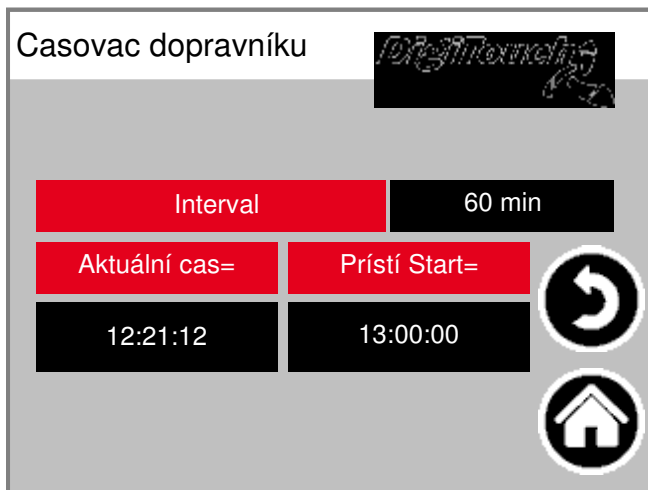 Casovac dopravníku
DigiTouch
Interval
60 min
Aktuální cas=
Prístí Start=
12:21:12
13:00:00